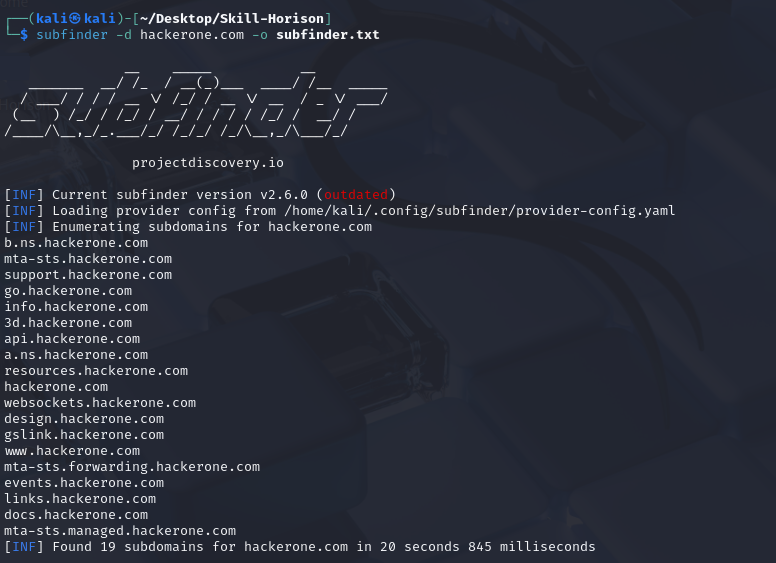 ┌──(kali㉿kali)-[~/Desktop/Skill-Horison]
└─$ subfinder -d hackerone.com -o subfinder.txt
subfinder
projectdiscovery.io
[INF] Current subfinder version v2.6.0 (outdated)
[INF] Loading provider config from /home/kali/.config/subfinder/provider-config.yaml
[INF] Enumerating subdomains for hackerone.com
b.ns.hackerone.com
mta-sts.hackerone.com
support.hackerone.com
go.hackerone.com
info.hackerone.com
3d.hackerone.com
api.hackerone.com
a.ns.hackerone.com
resources.hackerone.com
hackerone.com
websockets.hackerone.com
design.hackerone.com
gslink.hackerone.com
www.hackerone.com
mta-sts.forwarding.hackerone.com
events.hackerone.com
links.hackerone.com
docs.hackerone.com
mta-sts.managed.hackerone.com
[INF] Found 19 subdomains for hackerone.com in 20 seconds 845 milliseconds